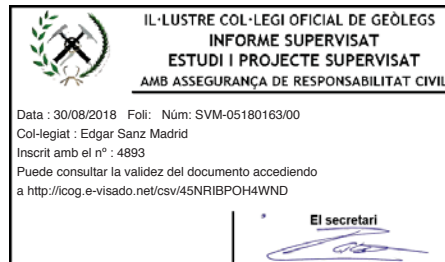 IL·LUSTRE COL·LEGI OFICIAL DE GEÒLEGS
INFORME SUPERVISAT
ESTUDI I PROJECTE SUPERVISAT
AMB ASSEGURANÇA DE RESPONSABILITAT CIVIL
Data : 30/08/2018 Foli: Núm: SVM-05180163/00
Col-legiat : Edgar Sanz Madrid
Inscrit amb el nº : 4893
Puede consultar la validez del documento accediendo
a http://icog.e-visado.net/csv/45NRIBPOH4WND
El secretari